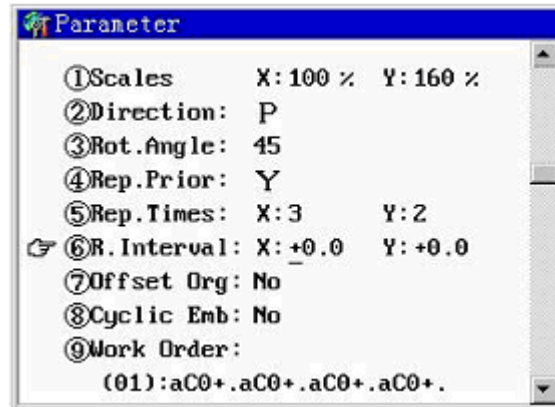 Parameter
①Scales X:100 % Y:160 %
②Direction: P
③Rot.Angle: 45
④Rep.Prior: Y
⑤Rep.Times: X:3 Y:2
⑥R.Interval: X:+0.0 Y:+0.0
⑦Offset Org: No
⑧Cyclic Emb: No
⑨Work Order:
(01):aC0+.aC0+.aC0+.aC0+.